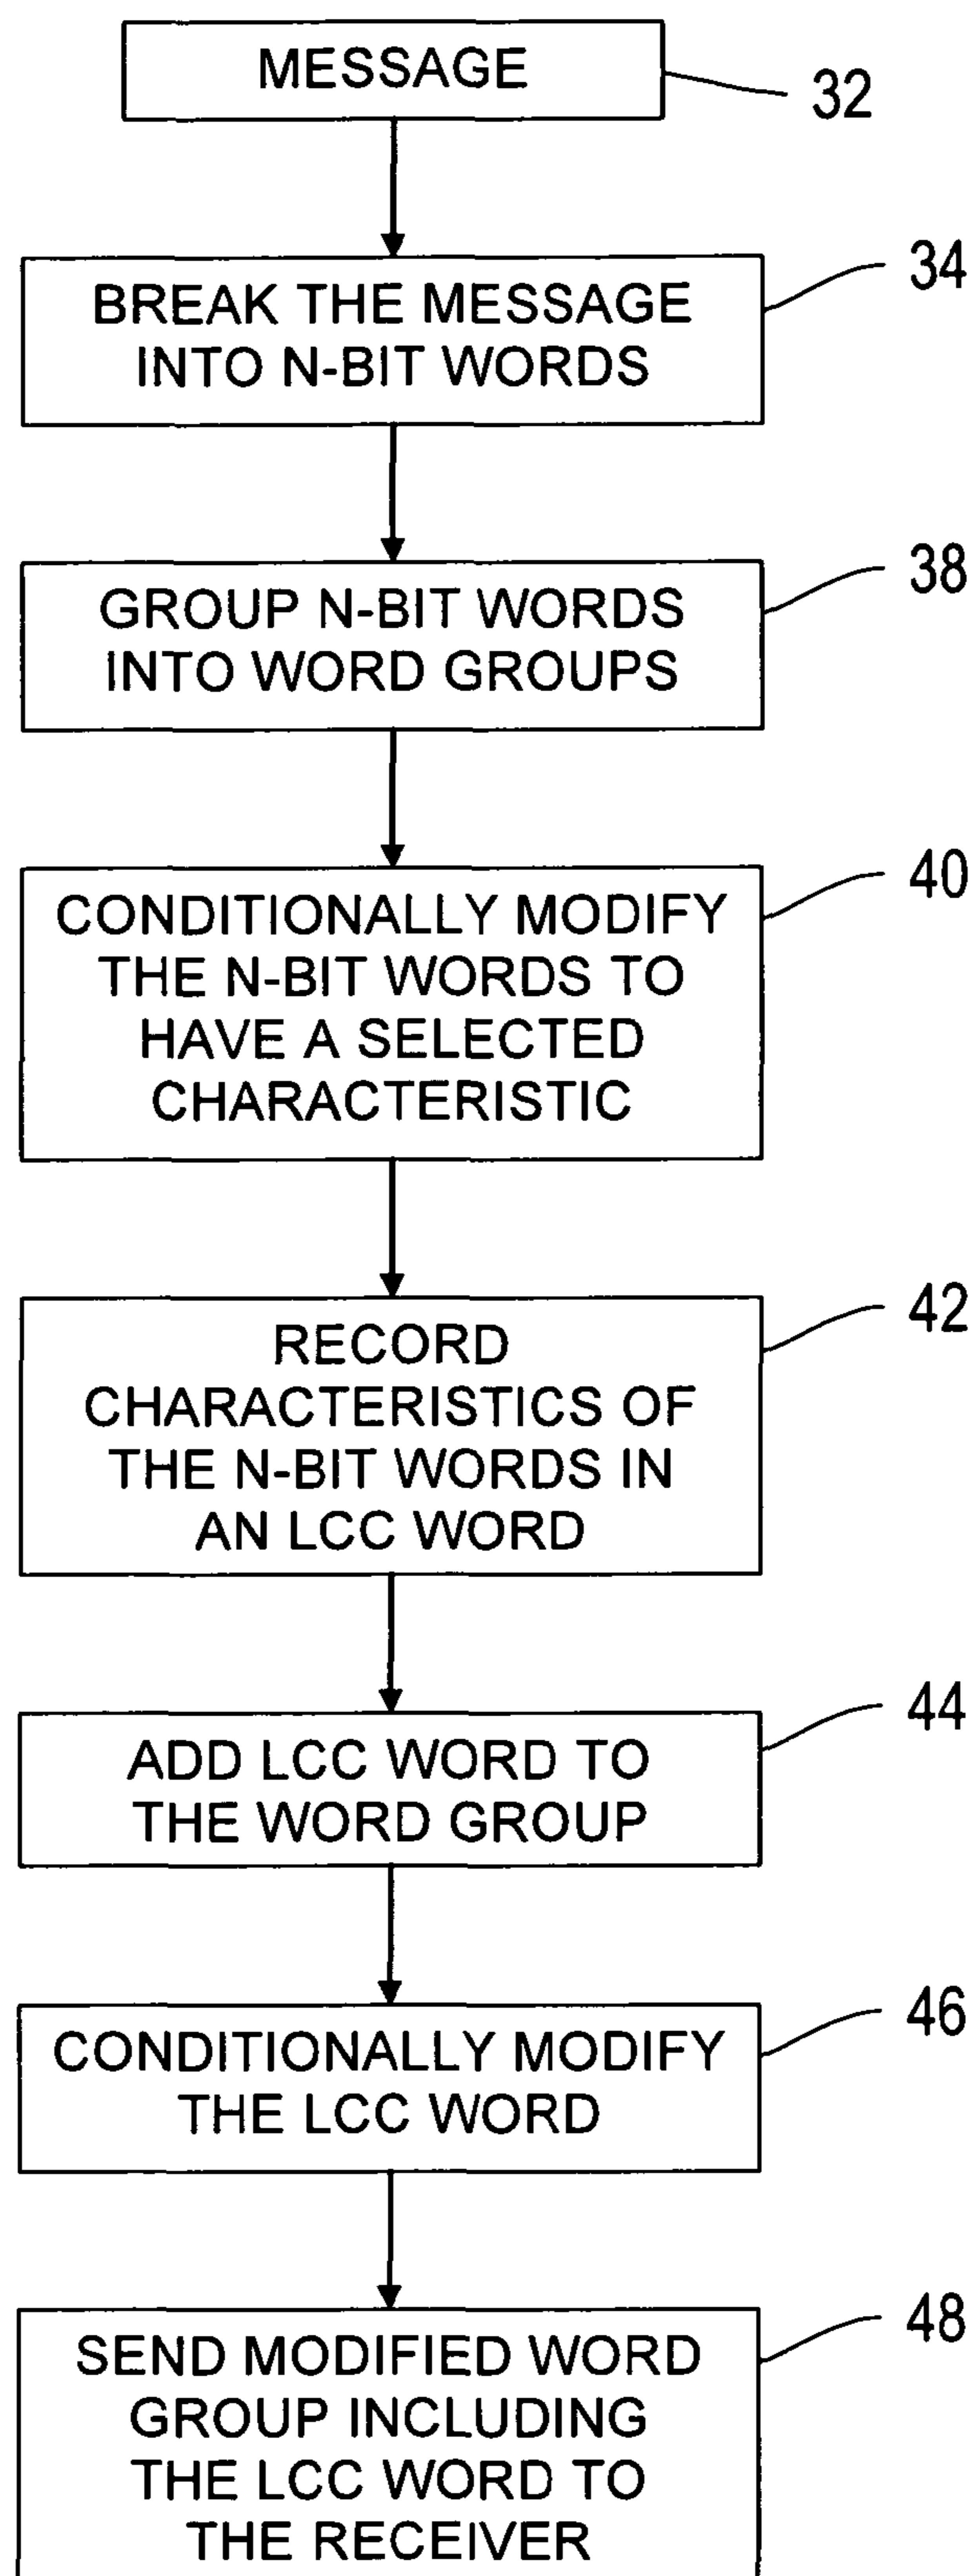 MESSAGE
32
BREAK THE MESSAGE
INTO N-BIT WORDS
34
GROUP N-BIT WORDS
INTO WORD GROUPS
38
CONDITIONALLY MODIFY
THE N-BIT WORDS TO
HAVE A SELECTED
CHARACTERISTIC
40
RECORD
CHARACTERISTICS OF
THE N-BIT WORDS IN
AN LCC WORD
42
ADD LCC WORD TO
THE WORD GROUP
44
CONDITIONALLY MODIFY
THE LCC WORD
46
SEND MODIFIED WORD
GROUP INCLUDING
THE LCC WORD TO
THE RECEIVER
48